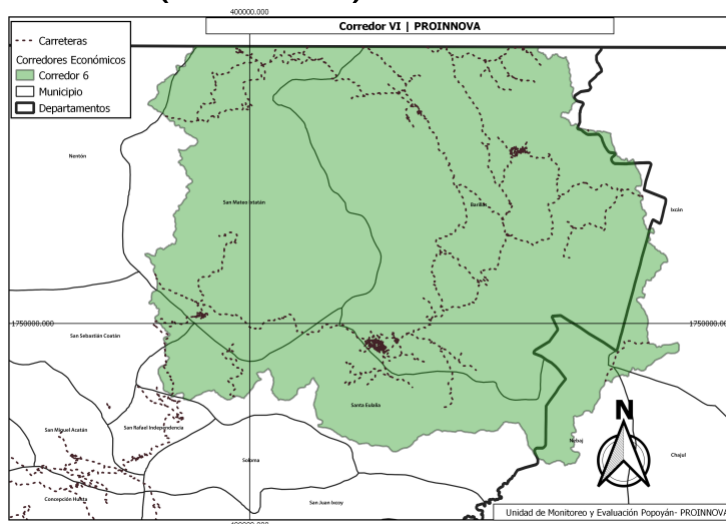 400000.000
Corredor VI | PROINNOVA
Carreteras
Corredores Económicos
Corredor 6
Municipio
Departamentos
Nentón
San Mateo Ixtatán
Barillas
Ixcán
1750000.000
1750000.000
San Sebastián Coatán
Santa Eulalia
San Miguel Acatán
San Rafael Independencia
Soloma
Nebaj
Chajul
N
Concepción Huista
San Juan Ixcoy
Unidad de Monitoreo y Evaluación Popoyán- PROINNOVA
400000.000